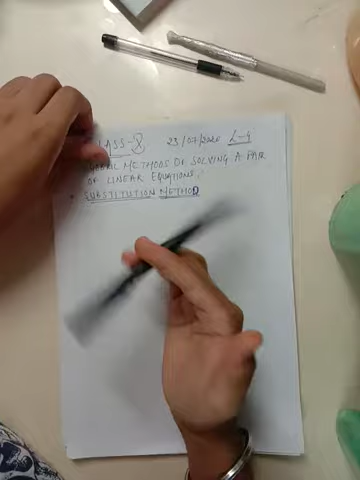 CLASS-X 23/07/2020 L-4
METHODS OF SOLVING A PAIR
OF LINEAR EQUATIONS:
* SUBSTITUTION METHOD